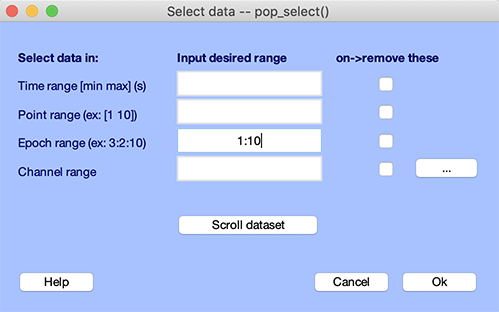 Select data -- pop_select()
Select data in: Input desired range on->remove these
Time range [min max] (s)
Point range (ex: [1 10])
Epoch range (ex: 3:2:10) 1:10
Channel range ...
Scroll dataset
Help Cancel Ok